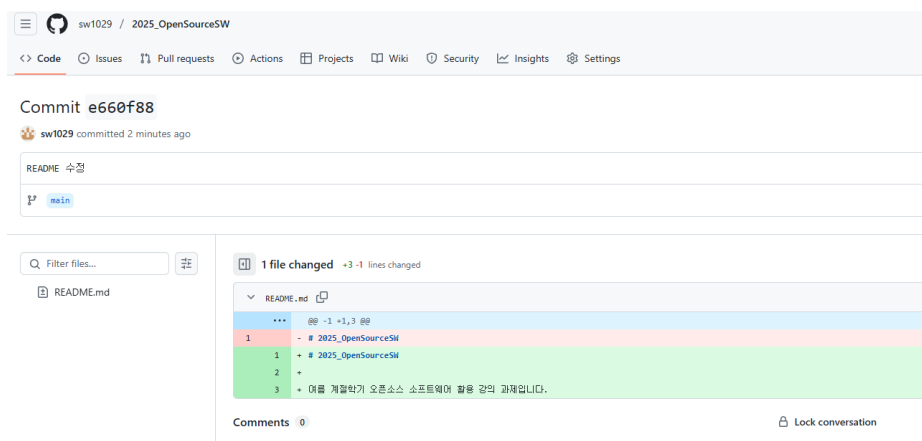 sw1029 / 2025_OpenSourceSW
Code Issues Pull requests Actions Projects Wiki Security Insights Settings
Commit e660f88
sw1029 committed 2 minutes ago
README 수정
main
Filter files...
1 file changed +3 -1 lines changed
README.md
README.md
... @@ -1 +1,3 @@
1 - # 2025_OpenSourceSW
1 + # 2025_OpenSourceSW
2 +
3 + 여름 계절학기 오픈소스 소프트웨어 활용 강의 과제입니다.
Comments 0 Lock conversation